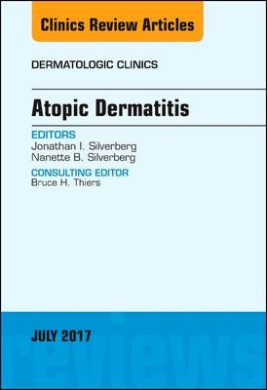 Clinics Review Articles
DERMATOLOGIC CLINICS
Atopic Dermatitis
EDITORS
Jonathan I. Silverberg
Nanette B. Silverberg
CONSULTING EDITOR
Bruce H. Thiers
JULY 2017
reviews